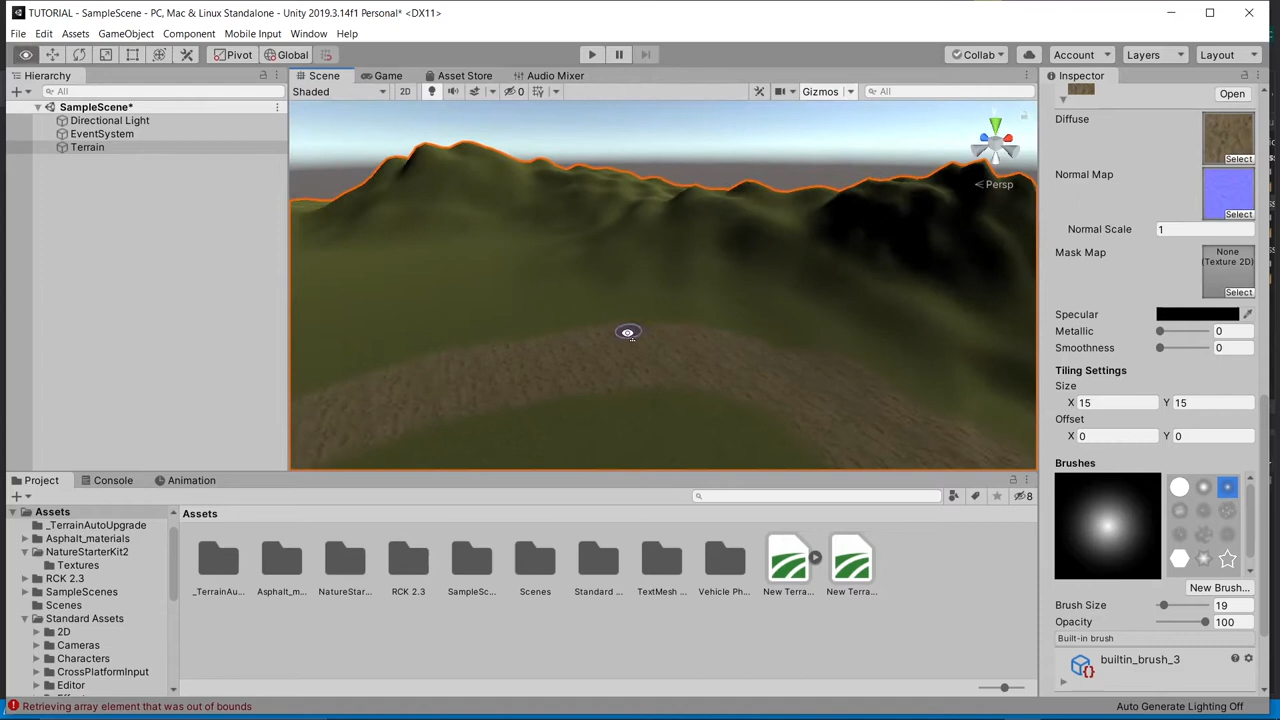 TUTORIAL - SampleScene - PC, Mac & Linux Standalone - Unity 2019.3.14f1 Personal* <DX11>
File Edit Assets GameObject Component Mobile Input Window Help
Pivot Global Collab Account Layers Layout
Hierarchy
All
SampleScene*
Directional Light
EventSystem
Terrain
Scene Game Asset Store Audio Mixer
Shaded 2D 0 Gizmos All
y
Persp
Inspector
Open
Diffuse
Select
Normal Map
Select
Normal Scale 1
Mask Map
None
(Texture 2D)
Select
Specular
Metallic 0
Smoothness 0
Tiling Settings
Size
X 15 Y 15
Offset
X 0 Y 0
Brushes
New Brush...
Brush Size 19
Opacity 100
Built-in brush
builtin_brush_3
Project Console Animation
8
Assets
_TerrainAutoUpgrade
Asphalt_materials
NatureStarterKit2
Textures
RCK 2.3
SampleScenes
Scenes
Standard Assets
2D
Cameras
Characters
CrossPlatformInput
Editor
Assets
_TerrainAu... Asphalt_m... NatureStar... RCK 2.3 SampleSc... Scenes Standard ... TextMesh ... Vehicle Ph... New Terra... New Terra...
Retrieving array element that was out of bounds
Auto Generate Lighting Off